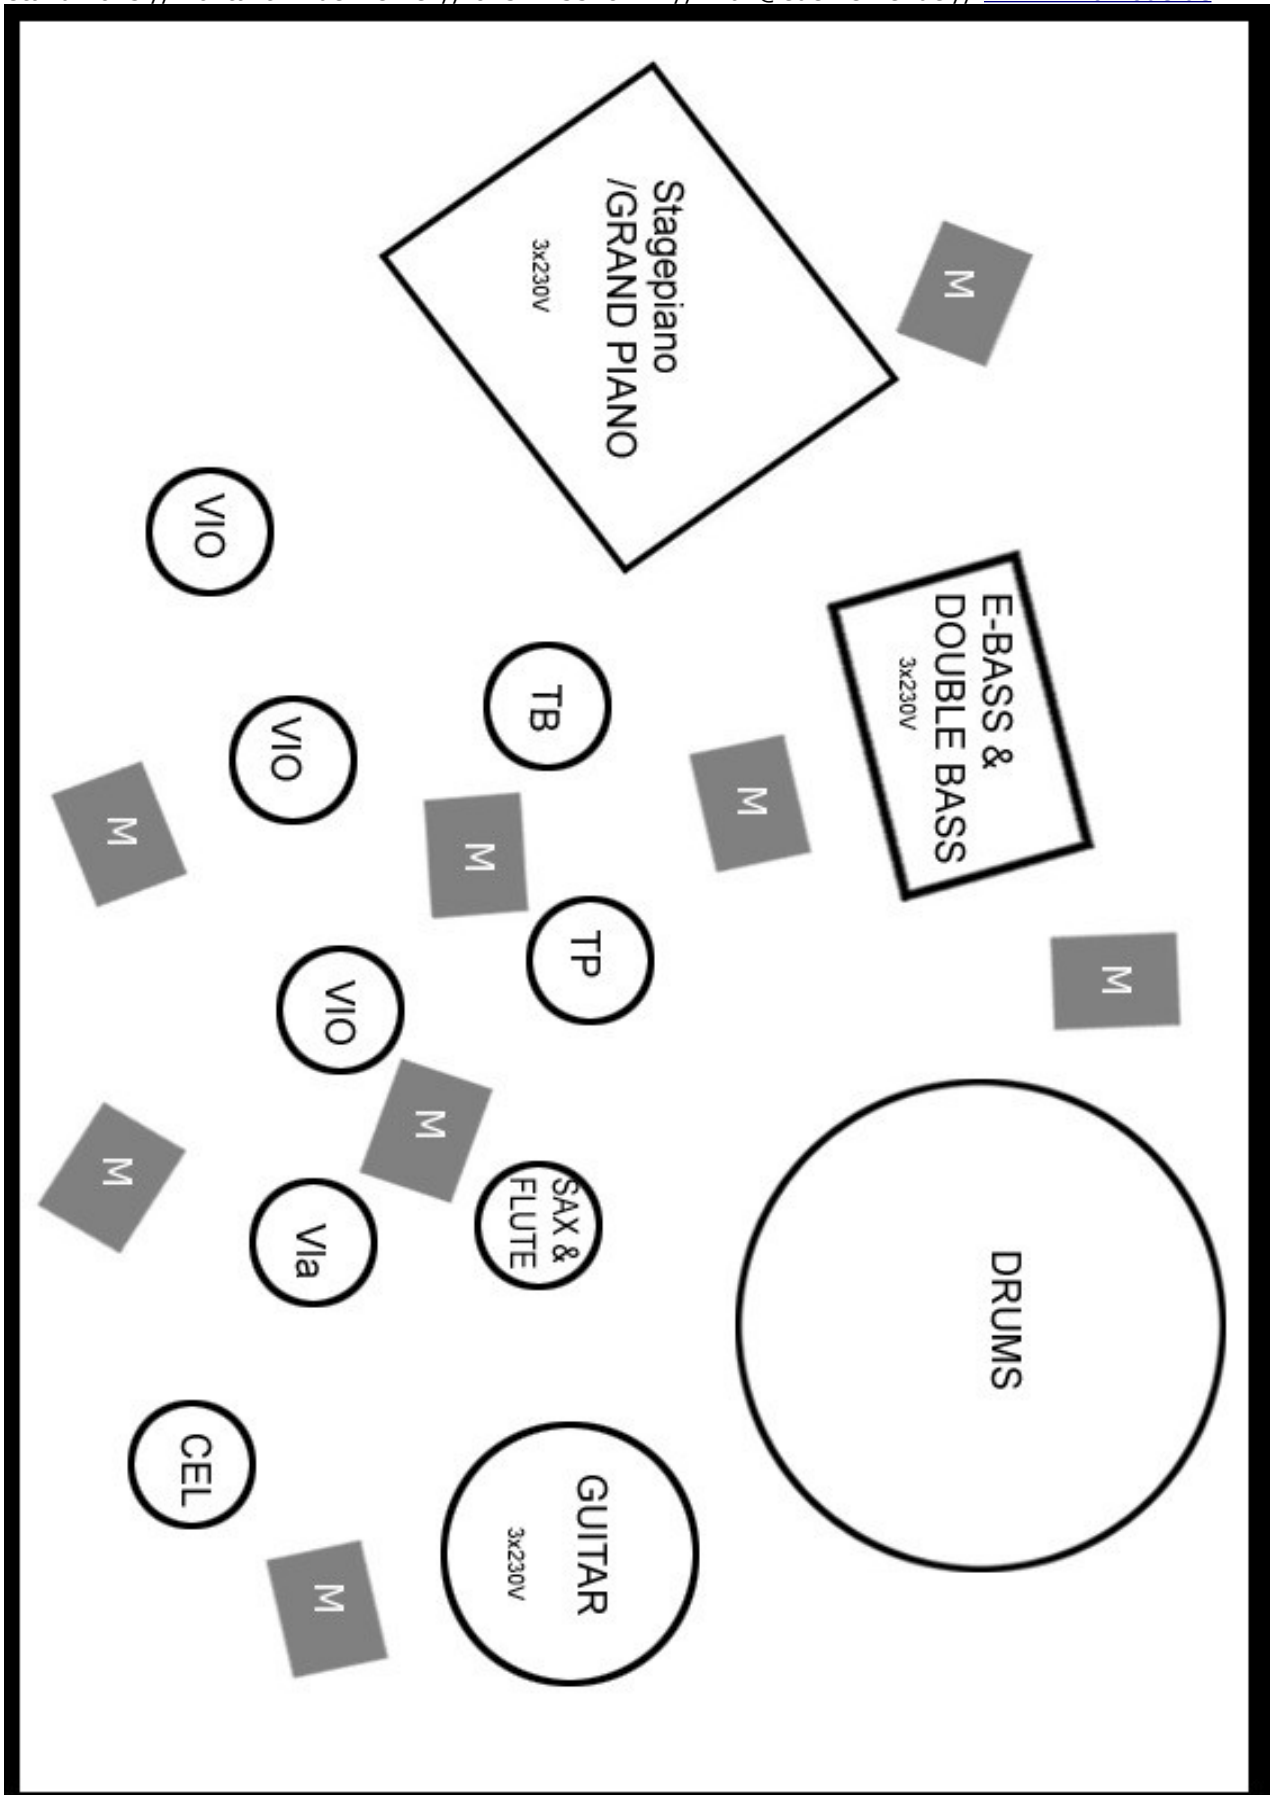 Stagepiano
/GRAND PIANO
3x230V
M
E-BASS &
DOUBLE BASS
3x230V
M
M
DRUMS
VIO
TB
VIO
M
M
TP
VIO
M
SAX &
FLUTE
M
Vla
GUITAR
3x230V
CEL
M